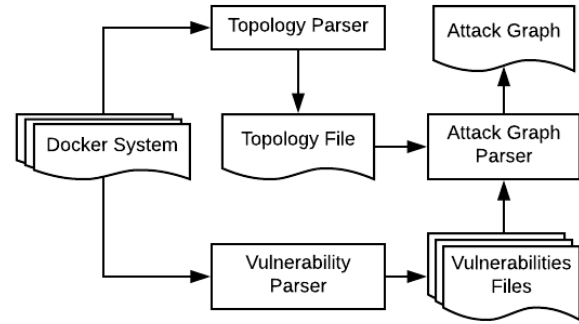 Topology Parser
Attack Graph
Docker System
Topology File
Attack Graph
Parser
Vulnerability
Parser
Vulnerabilities
Files